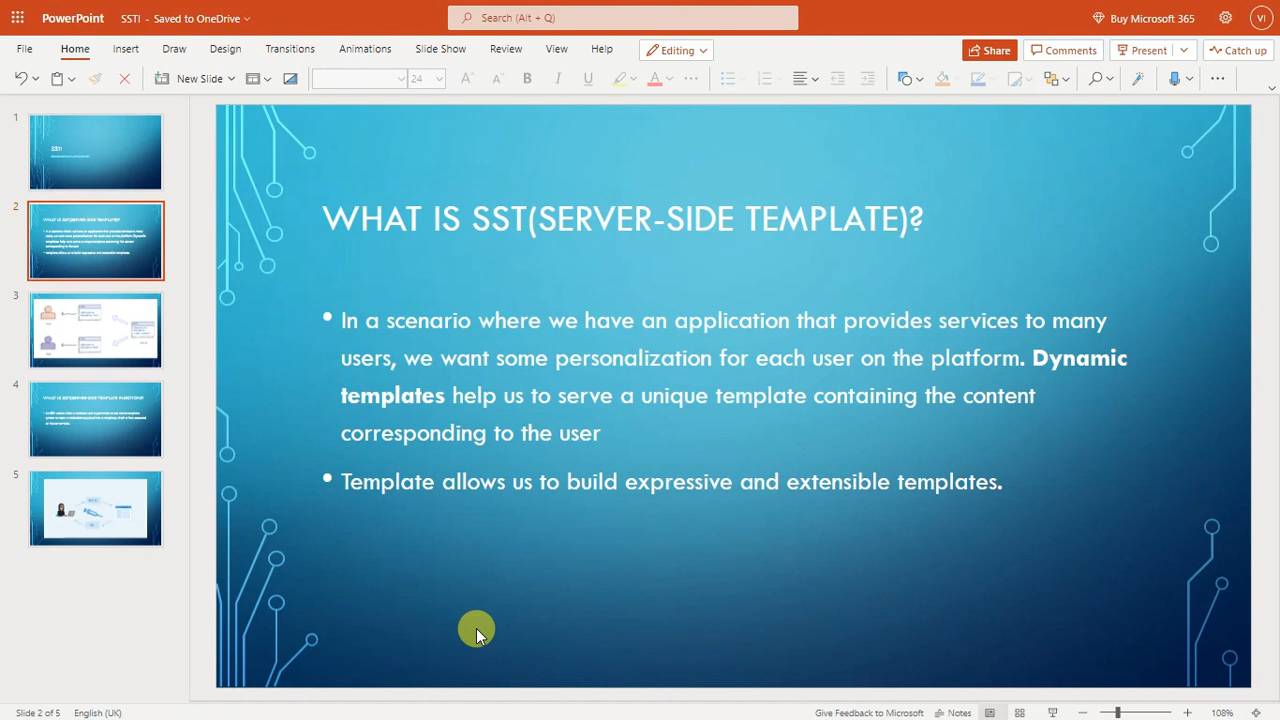 PowerPoint
SSTI - Saved to OneDrive
Search (Alt + Q)
Buy Microsoft 365
VI
File Home Insert Draw Design Transitions Animations Slide Show Review View Help
Editing
Share
Comments
Present
Catch up
New Slide
24
B I U A
1
2
3
4
5
WHAT IS SST(SERVER-SIDE TEMPLATE)?
• In a scenario where we have an application that provides services to many
users, we want some personalization for each user on the platform. Dynamic
templates help us to serve a unique template containing the content
corresponding to the user
• Template allows us to build expressive and extensible templates.
Slide 2 of 5
English (UK)
Give Feedback to Microsoft
Notes
108%